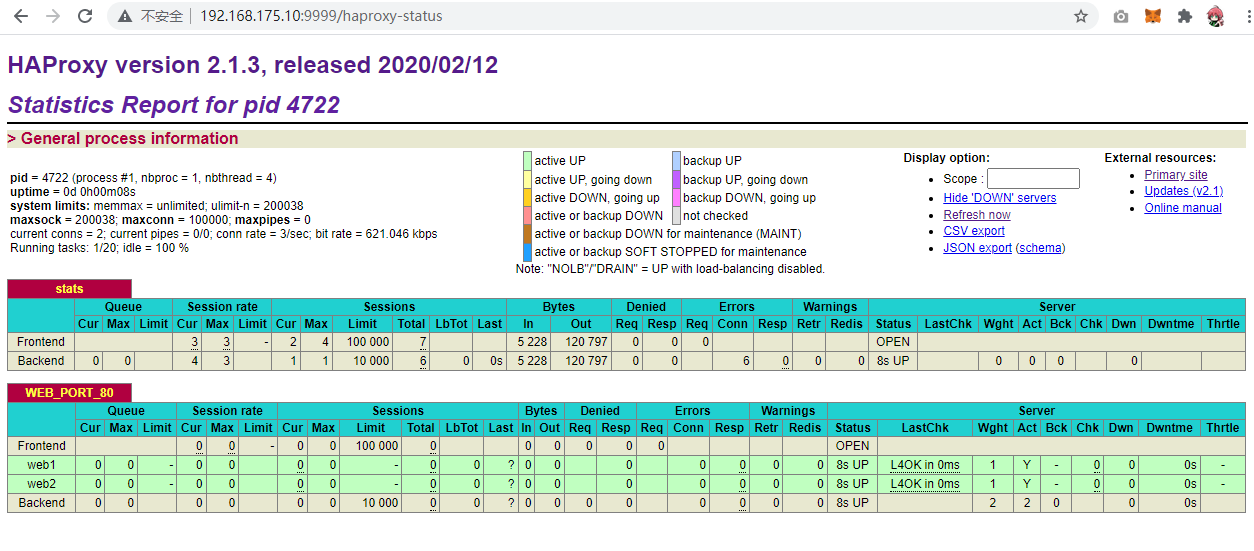 不安全 192.168.175.10:9999/haproxy-status
HAProxy version 2.1.3, released 2020/02/12
Statistics Report for pid 4722
> General process information
pid = 4722 (process #1, nbproc = 1, nbthread = 4)
uptime = 0d 0h00m08s
system limits: memmax = unlimited; ulimit-n = 200038
maxsock = 200038; maxconn = 100000; maxpipes = 0
current conns = 2; current pipes = 0/0; conn rate = 3/sec; bit rate = 621.046 kbps
Running tasks: 1/20; idle = 100 %
active UP backup UP
active UP, going down backup UP, going down
active DOWN, going up backup DOWN, going up
active or backup DOWN not checked
active or backup DOWN for maintenance (MAINT)
active or backup SOFT STOPPED for maintenance
Note: "NOLB"/"DRAIN" = UP with load-balancing disabled.
Display option:
Scope :
Hide 'DOWN' servers
Refresh now
CSV export
JSON export (schema)
External resources:
Primary site
Updates (v2.1)
Online manual
stats
Queue Session rate Sessions Bytes Denied Errors Warnings Server
Cur Max Limit Cur Max Limit Cur Max Limit Total LbTot Last In Out Req Resp Req Conn Resp Retr Redis Status LastChk Wght Act Bck Chk Dwn Dwntme Thrtle
Frontend 3 3 - 2 4 100 000 7 5 228 120 797 0 0 0 OPEN
Backend 0 0 4 3 1 1 10 000 6 0 0s 5 228 120 797 0 0 6 0 0 0 8s UP 0 0 0 0
WEB_PORT_80
Queue Session rate Sessions Bytes Denied Errors Warnings Server
Cur Max Limit Cur Max Limit Cur Max Limit Total LbTot Last In Out Req Resp Req Conn Resp Retr Redis Status LastChk Wght Act Bck Chk Dwn Dwntme Thrtle
Frontend 0 0 - 0 0 100 000 0 0 0 0 0 0 OPEN
web1 0 0 - 0 0 0 0 - 0 0 ? 0 0 0 0 0 0 0 8s UP L4OK in 0ms 1 Y - 0 0 0s -
web2 0 0 - 0 0 0 0 - 0 0 ? 0 0 0 0 0 0 0 8s UP L4OK in 0ms 1 Y - 0 0 0s -
Backend 0 0 0 0 0 0 10 000 0 0 ? 0 0 0 0 0 0 0 0 8s UP 2 2 0 0 0s